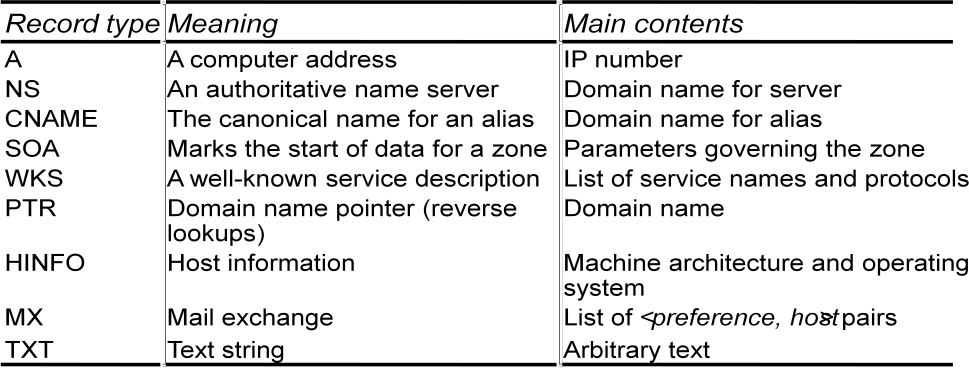 Record type Meaning Main contents
A A computer address IP number
NS An authoritative name server Domain name for server
CNAME The canonical name for an alias Domain name for alias
SOA Marks the start of data for a zone Parameters governing the zone
WKS A well-known service description List of service names and protocols
PTR Domain name pointer (reverse Domain name
lookups)
HINFO Host information Machine architecture and operating
system
MX Mail exchange List of <preference, host> pairs
TXT Text string Arbitrary text